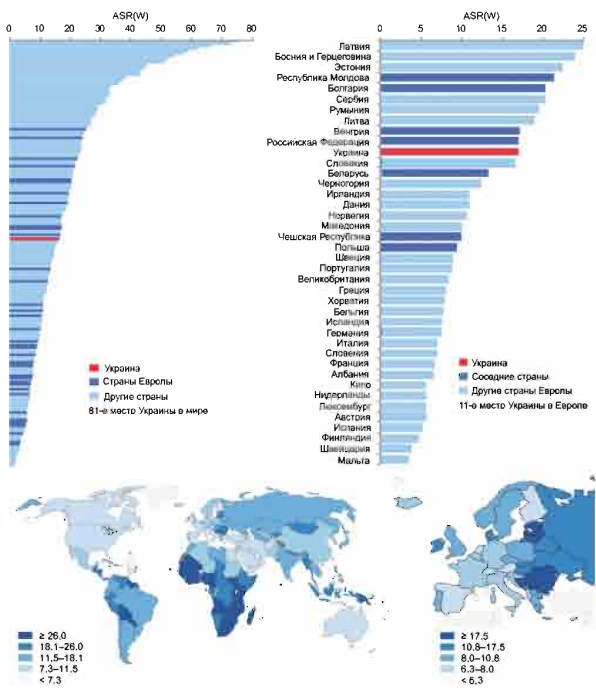 ASR(W)
0 10 20 30 40 50 60 70 80
Украина
Страны Европы
Другие страны
81-е место Украины в мире
ASR(W)
0 5 10 15 20 25
Латвия
Босния и Герцеговина
Эстония
Республика Молдова
Болгария
Сербия
Румыния
Литва
Венгрия
Российская Федерация
Украина
Словакия
Беларусь
Черногория
Ирландия
Дания
Норвегия
Македония
Чешская Республика
Польша
Швеция
Португалия
Великобритания
Греция
Хорватия
Бельгия
Исландия
Германия
Италия
Словения
Франция
Албания
Кипр
Нидерланды
Люксембург
Австрия
Испания
Финляндия
Швейцария
Мальта
Украина
Соседние страны
Другие страны Европы
11-е место Украины в Европе
≥ 26,0
18.1–26.0
11.5–18.1
7.3–11.5
< 7.3
≥ 17.5
10.8–17.5
8.0–10.8
6.3–8.0
< 6.3